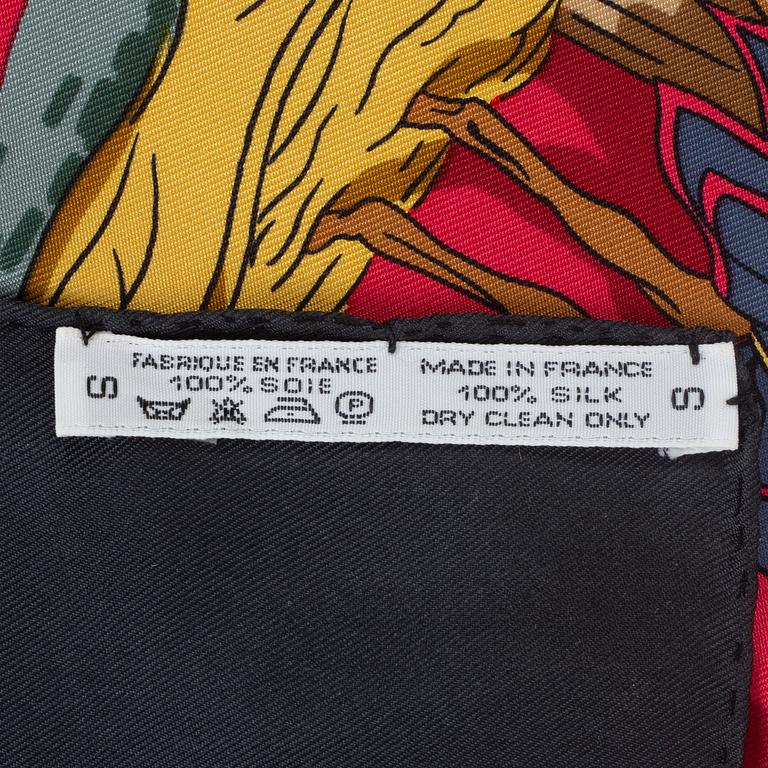 S
FABRIQUE EN FRANCE
100% SOIE
P
MADE IN FRANCE
100% SILK
DRY CLEAN ONLY
S